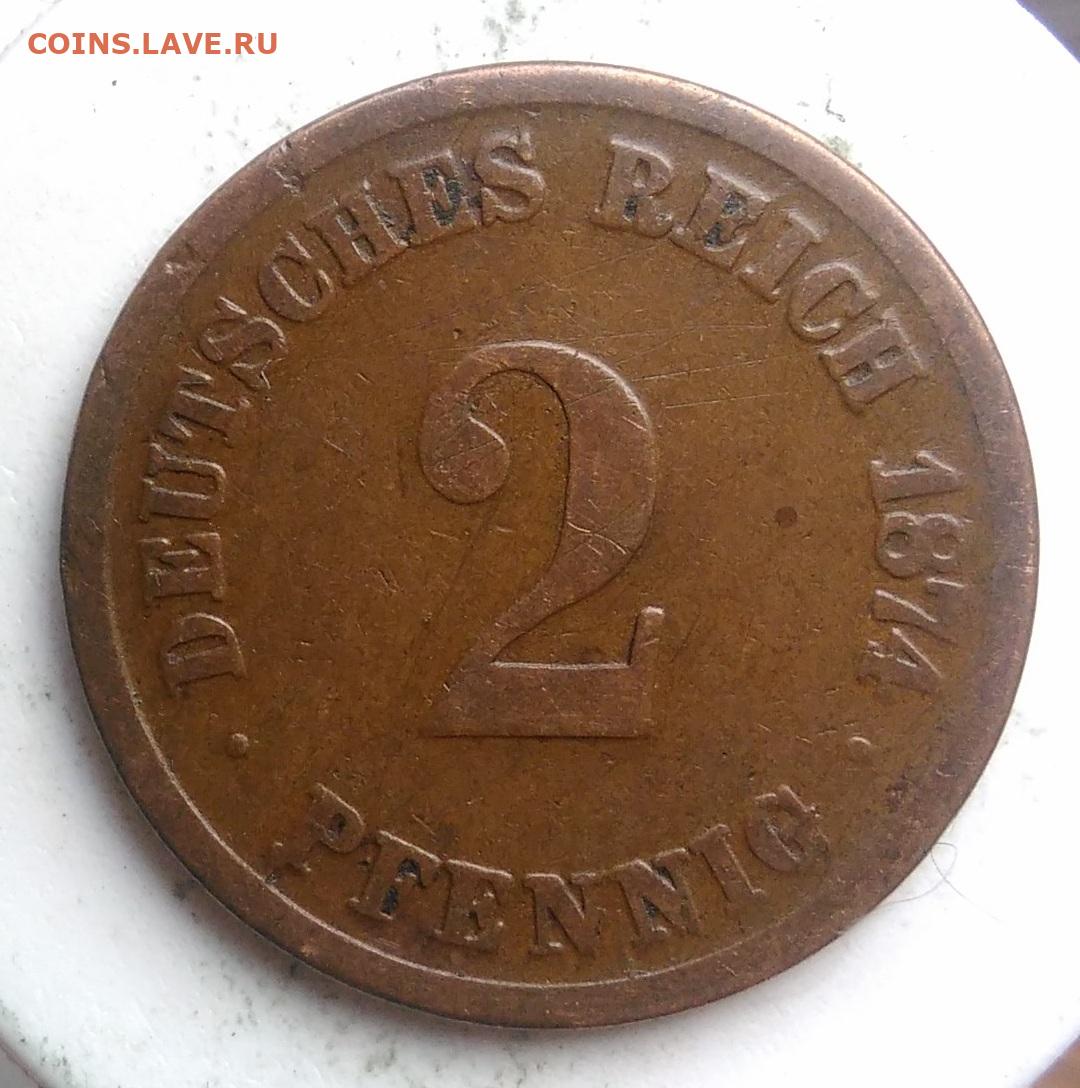 COINS.LAVE.RU
DEUTSCHES REICH 1874
2
· PFENNIG ·